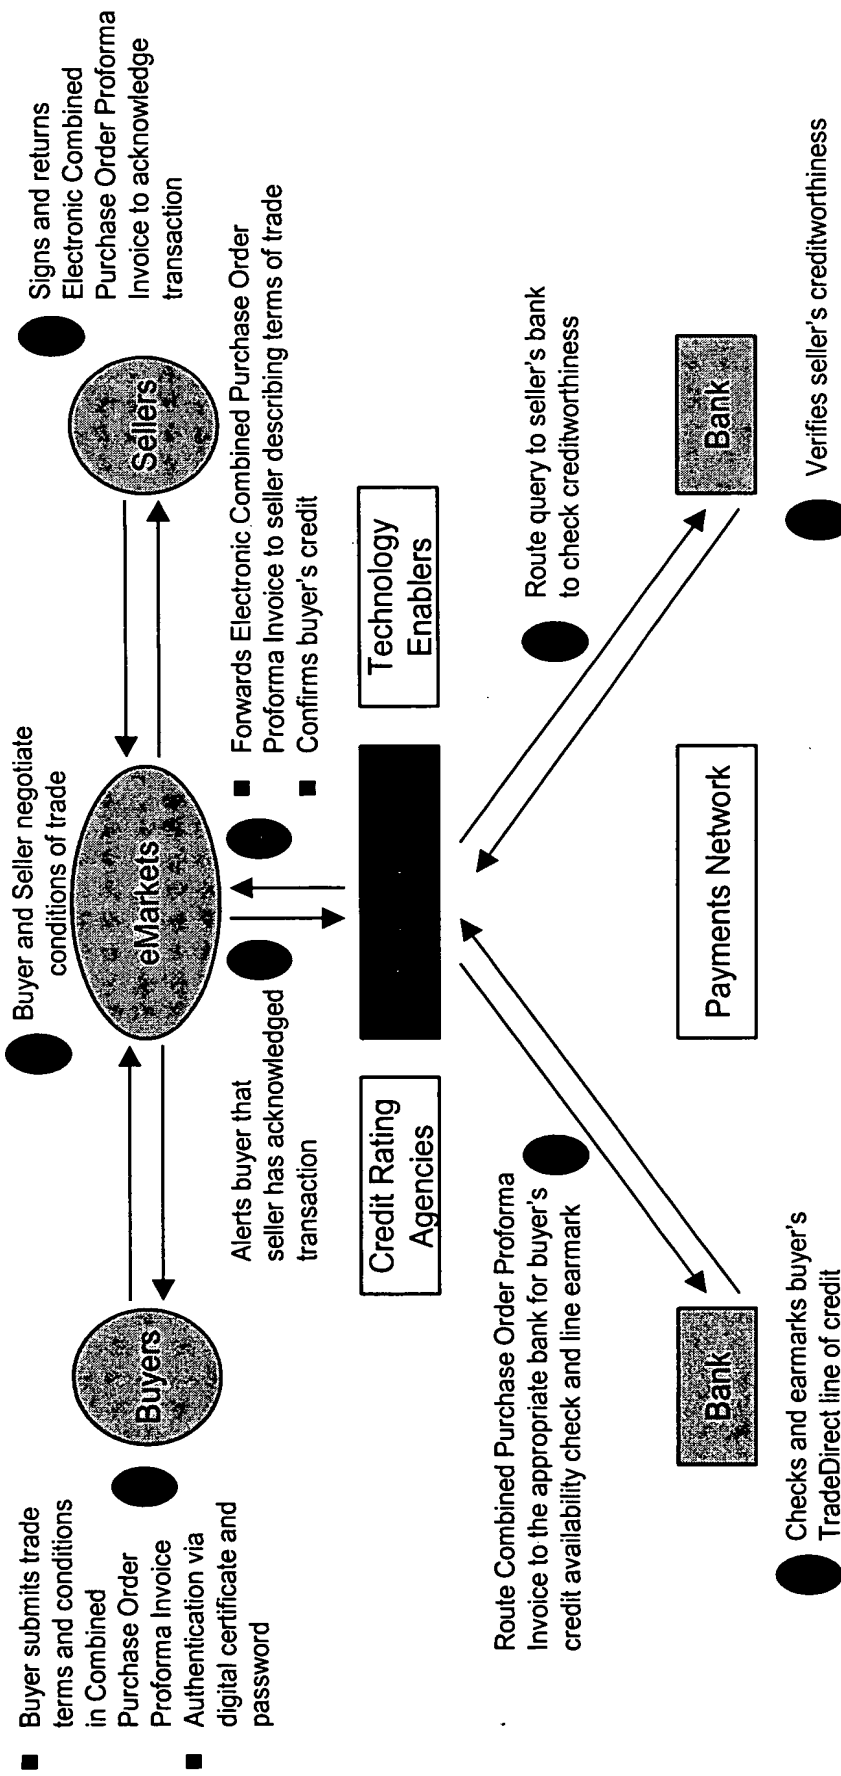 Buyer submits trade
terms and conditions
in Combined
Purchase Order
Proforma Invoice
Authentication via
digital certificate and
password
Buyers
Buyer and Seller negotiate
conditions of trade
eMarkets
Sellers
Signs and returns
Electronic Combined
Purchase Order Proforma
Invoice to acknowledge
transaction
Alerts buyer that
seller has acknowledged
transaction
Forwards Electronic Combined Purchase Order
Proforma Invoice to seller describing terms of trade
Confirms buyer's credit
Credit Rating
Agencies
Technology
Enablers
Route Combined Purchase Order Proforma
Invoice to the appropriate bank for buyer's
credit availability check and line earmark
Route query to seller's bank
to check creditworthiness
Bank
Payments Network
Bank
Checks and earmarks buyer's
TradeDirect line of credit
Verifies seller's creditworthiness